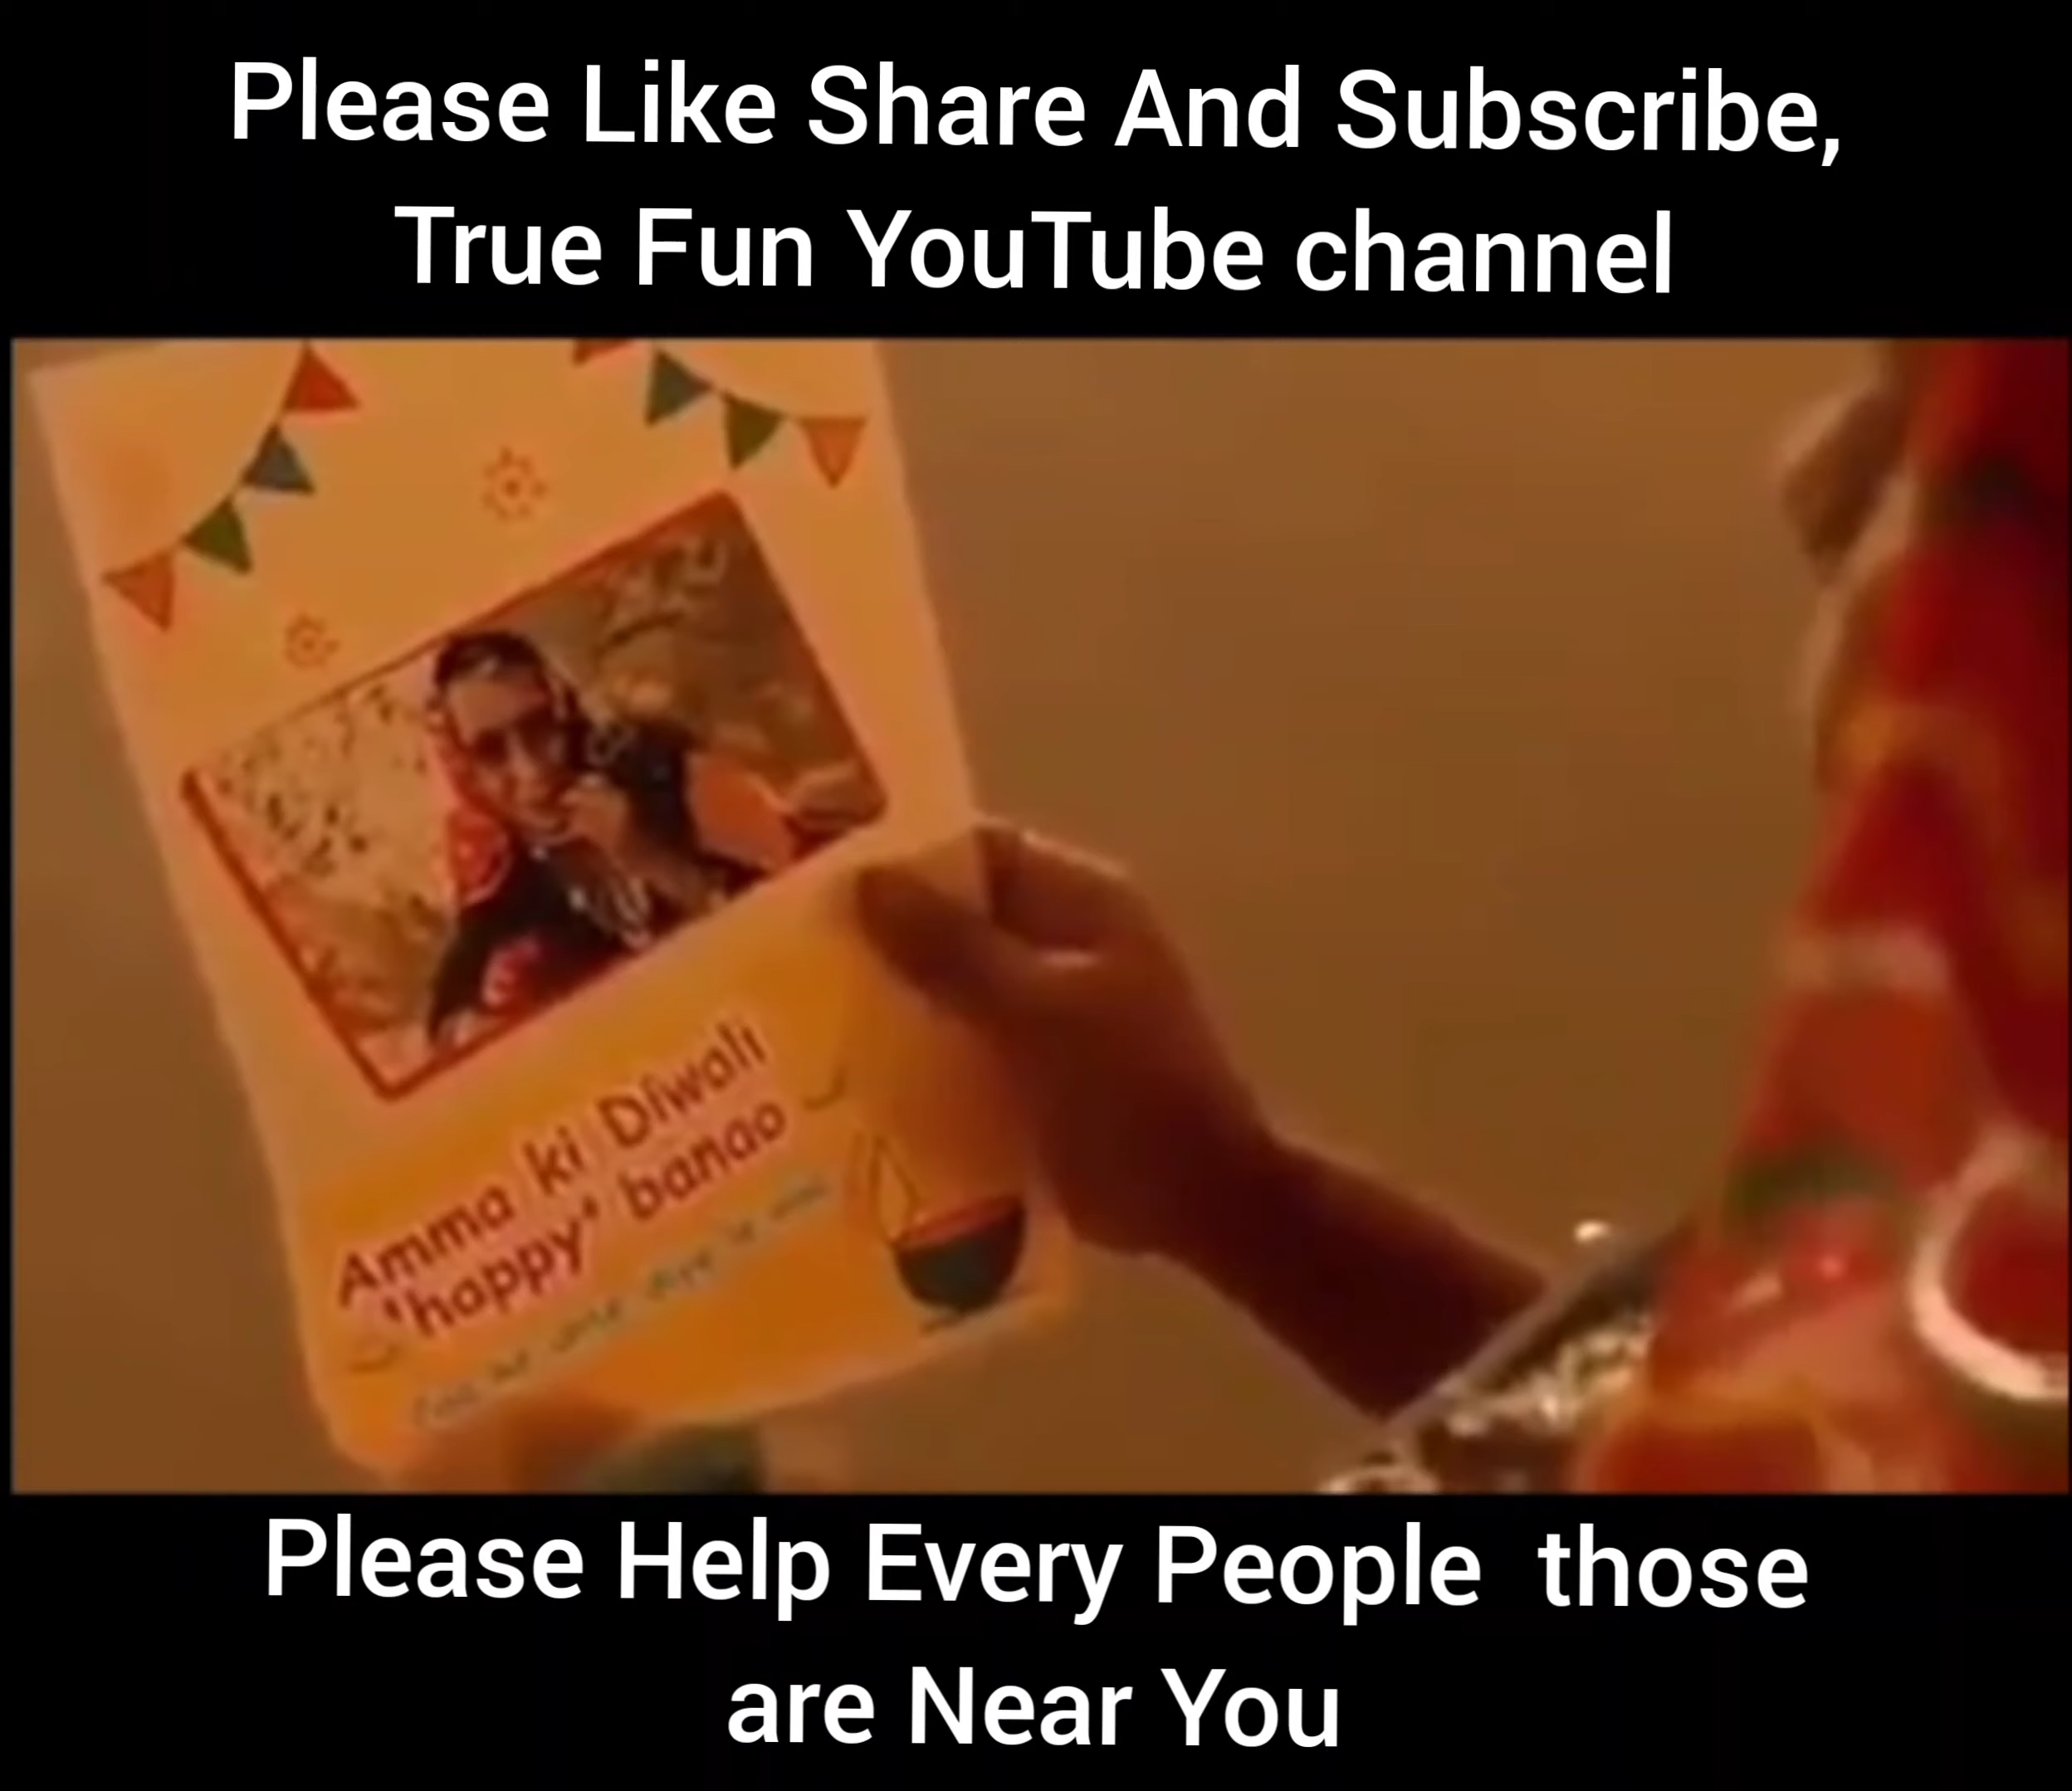 Please Like Share And Subscribe,
True Fun YouTube channel
Amma ki Diwali
'happy' banao
Please Help Every People those
are Near You